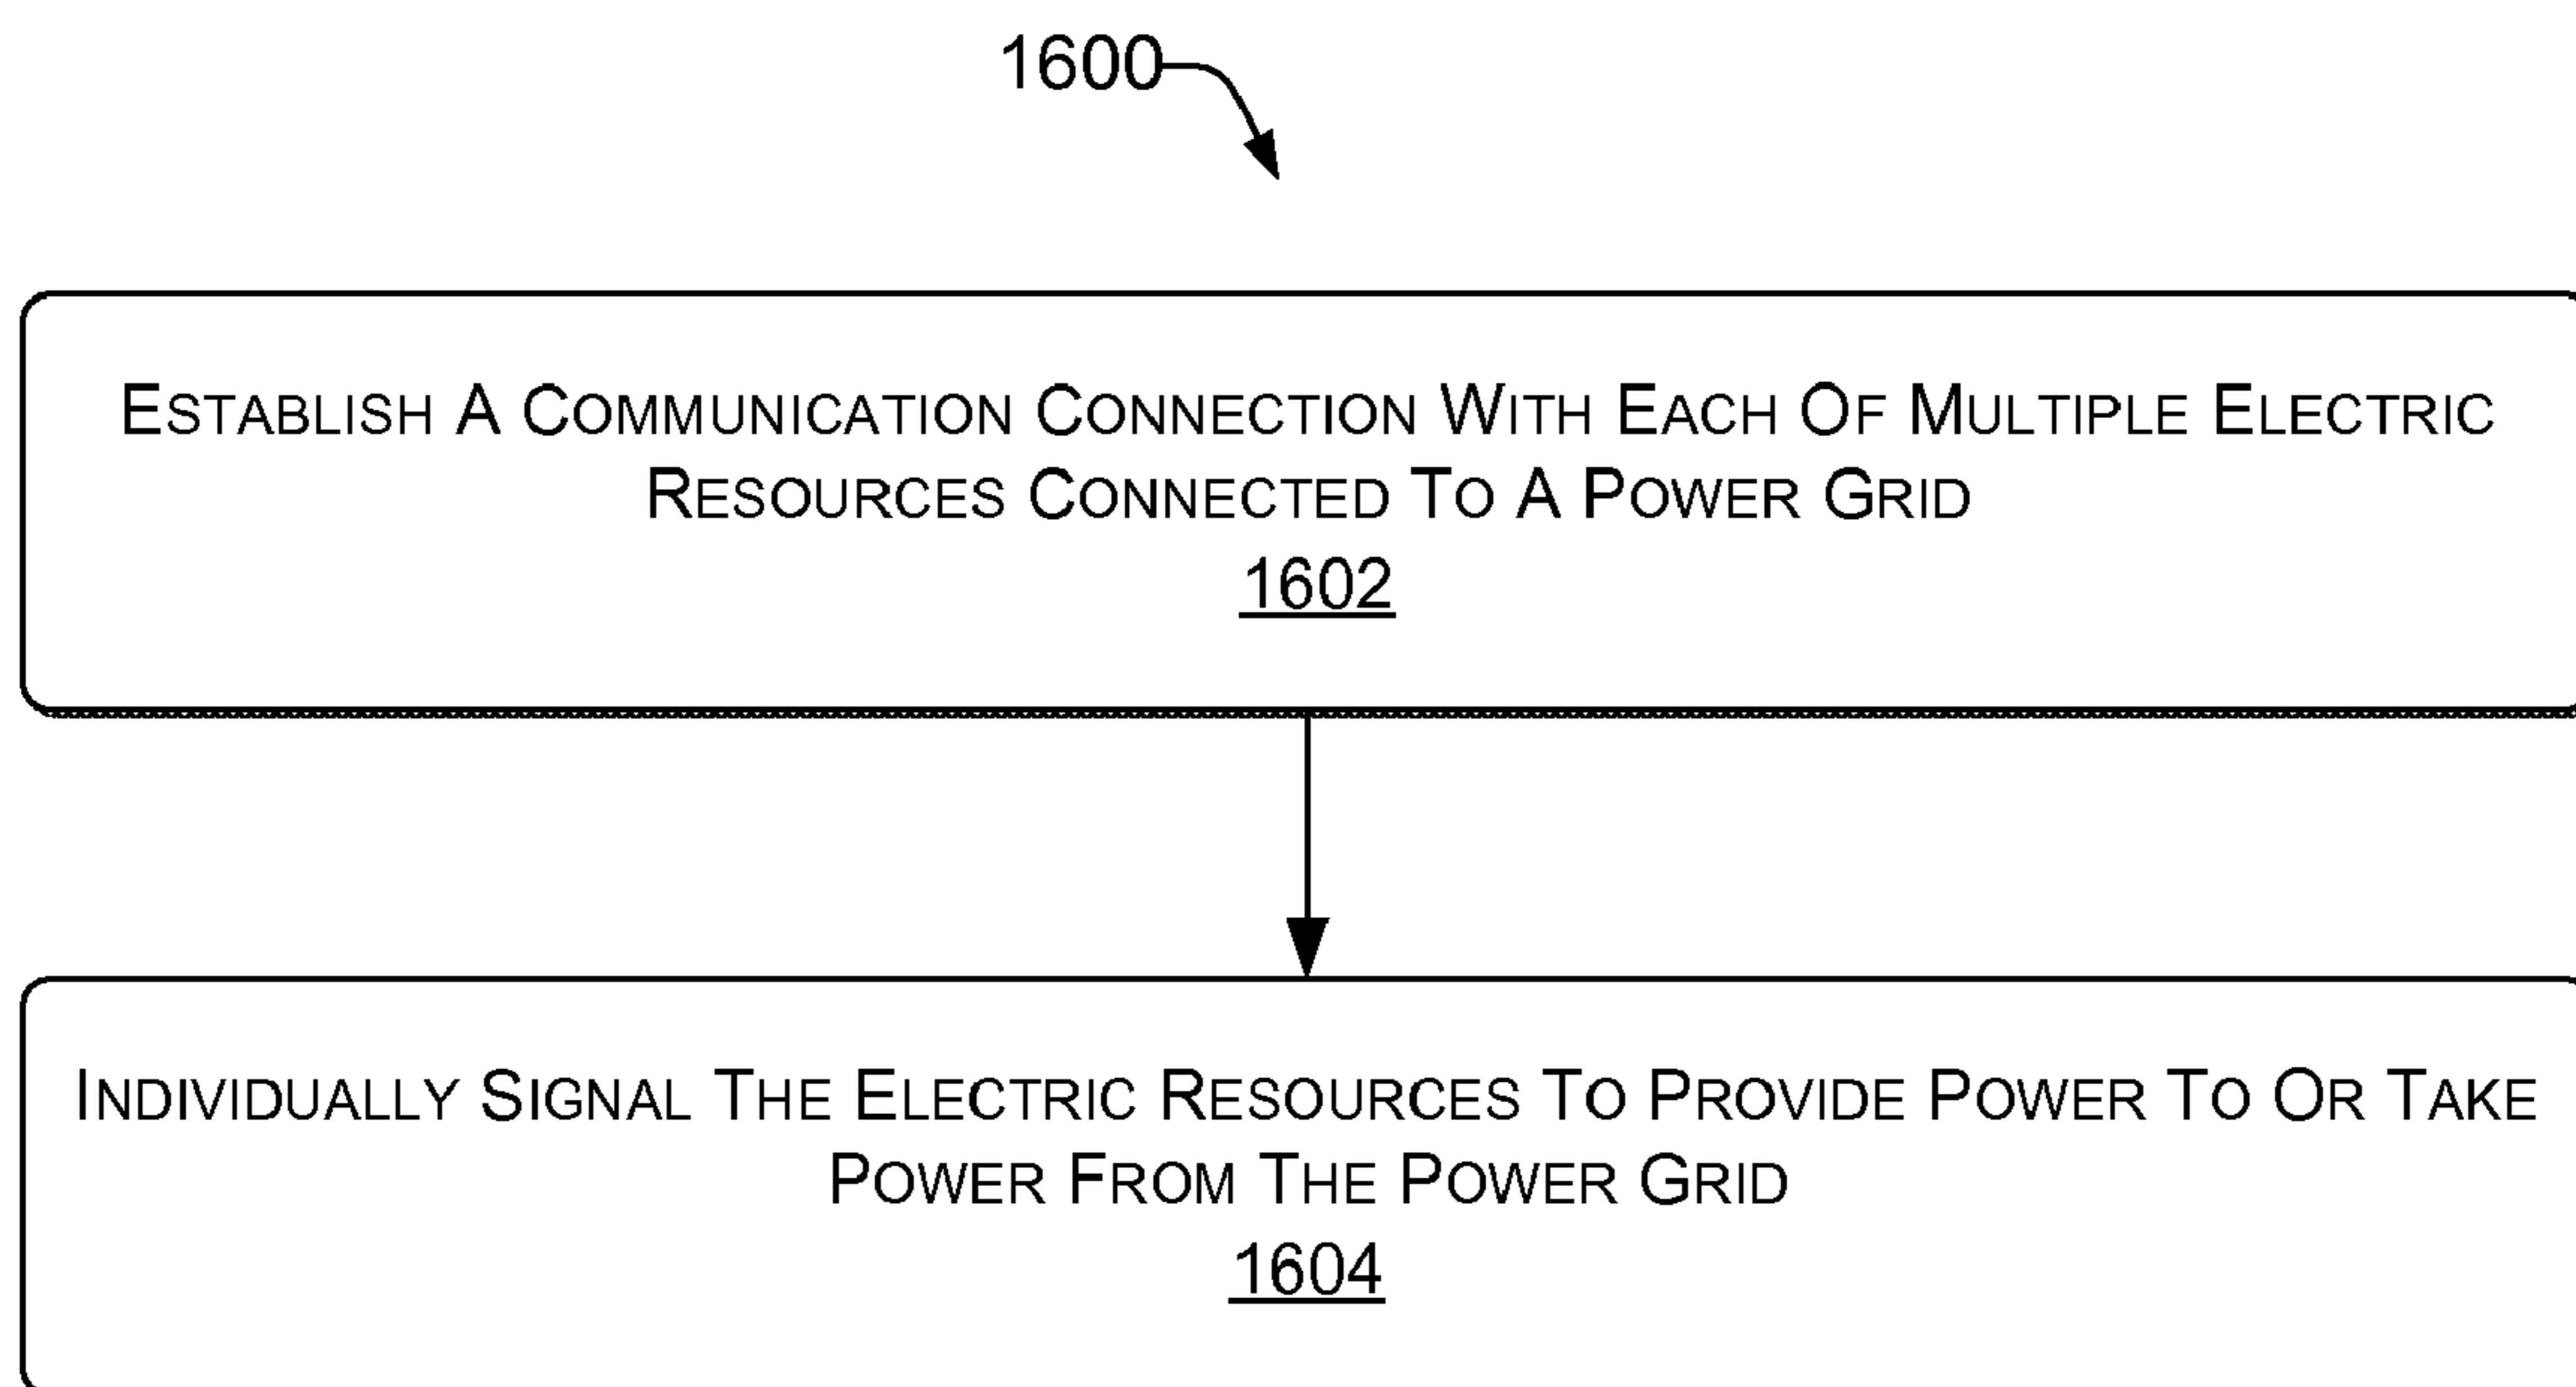 1600
ESTABLISH A COMMUNICATION CONNECTION WITH EACH OF MULTIPLE ELECTRIC
RESOURCES CONNECTED TO A POWER GRID
1602
INDIVIDUALLY SIGNAL THE ELECTRIC RESOURCES TO PROVIDE POWER TO OR TAKE
POWER FROM THE POWER GRID
1604